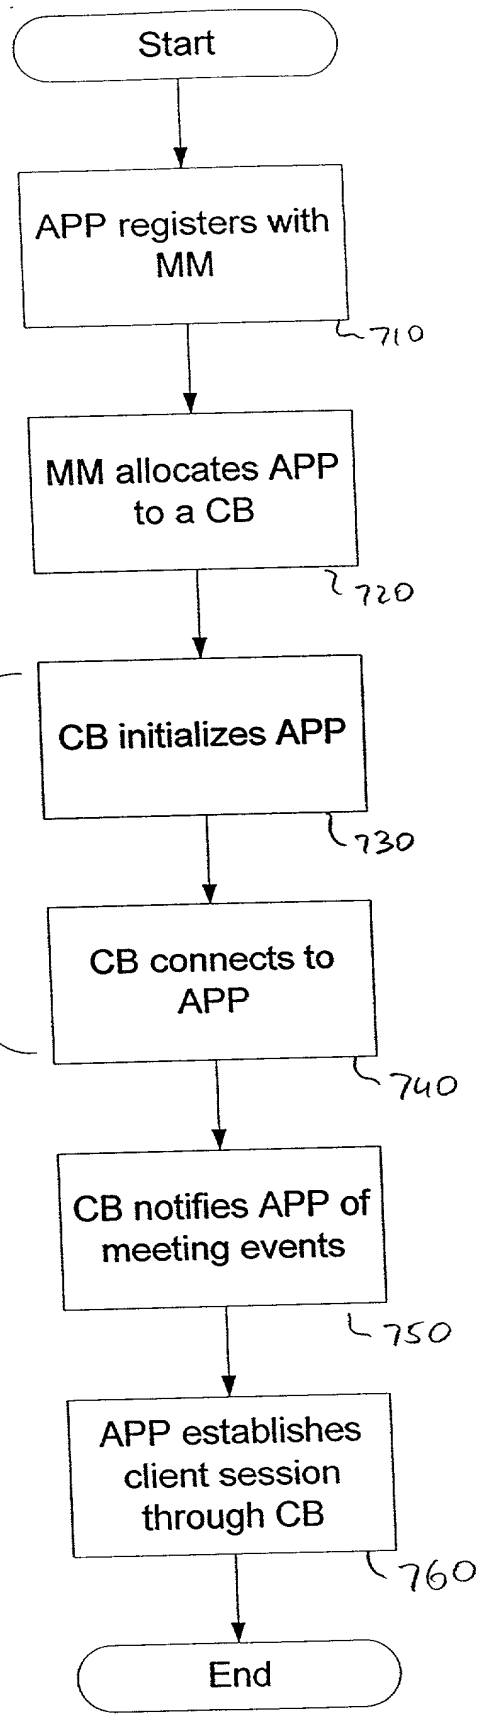 Start
APP registers with
MM
710
MM allocates APP
to a CB
720
CB initializes APP
730
CB connects to
APP
740
CB notifies APP of
meeting events
750
APP establishes
client session
through CB
760
End